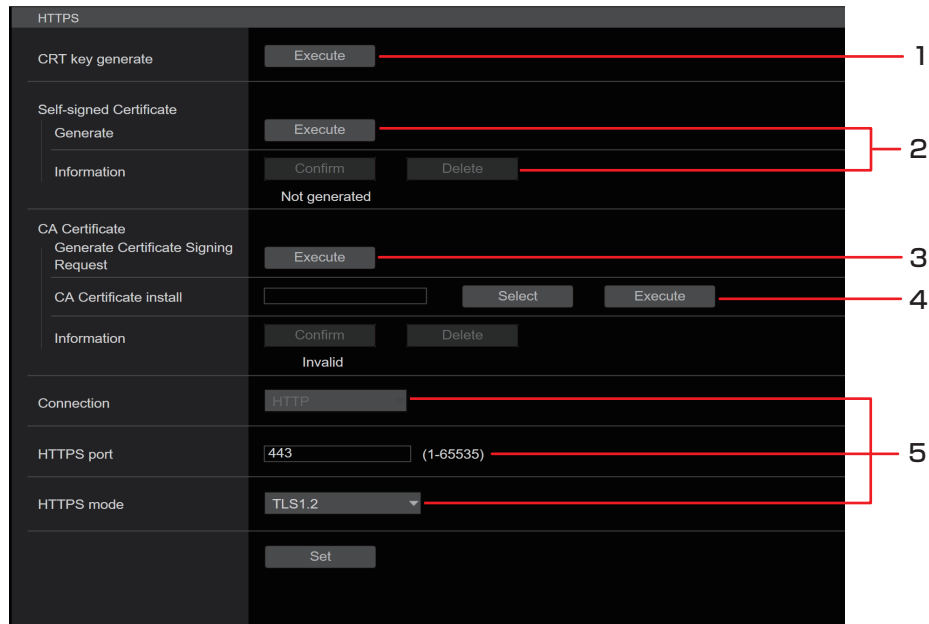 HTTPS
CRT key generate Execute 1
Self-signed Certificate
Generate Execute
2
Information Confirm Delete
Not generated
CA Certificate
Generate Certificate Signing
Request Execute 3
CA Certificate install Select Execute 4
Information Confirm Delete
Invalid
Connection HTTP
HTTPS port 443 (1-65535) 5
HTTPS mode TLS1.2
Set